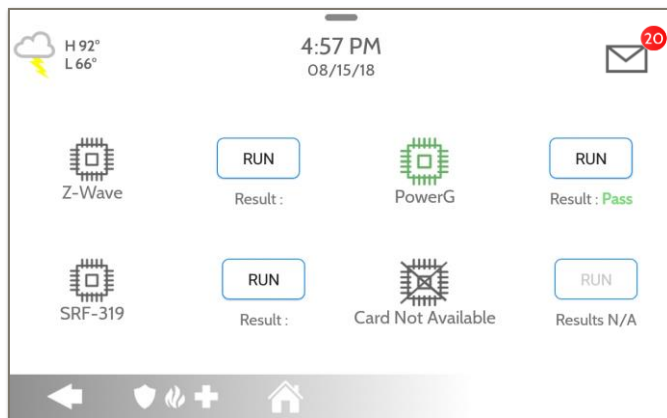 H 92°
L 66°
4:57 PM
08/15/18
20
Z-Wave
RUN
Result :
PowerG
RUN
Result : Pass
SRF-319
RUN
Result :
Card Not Available
RUN
Results N/A